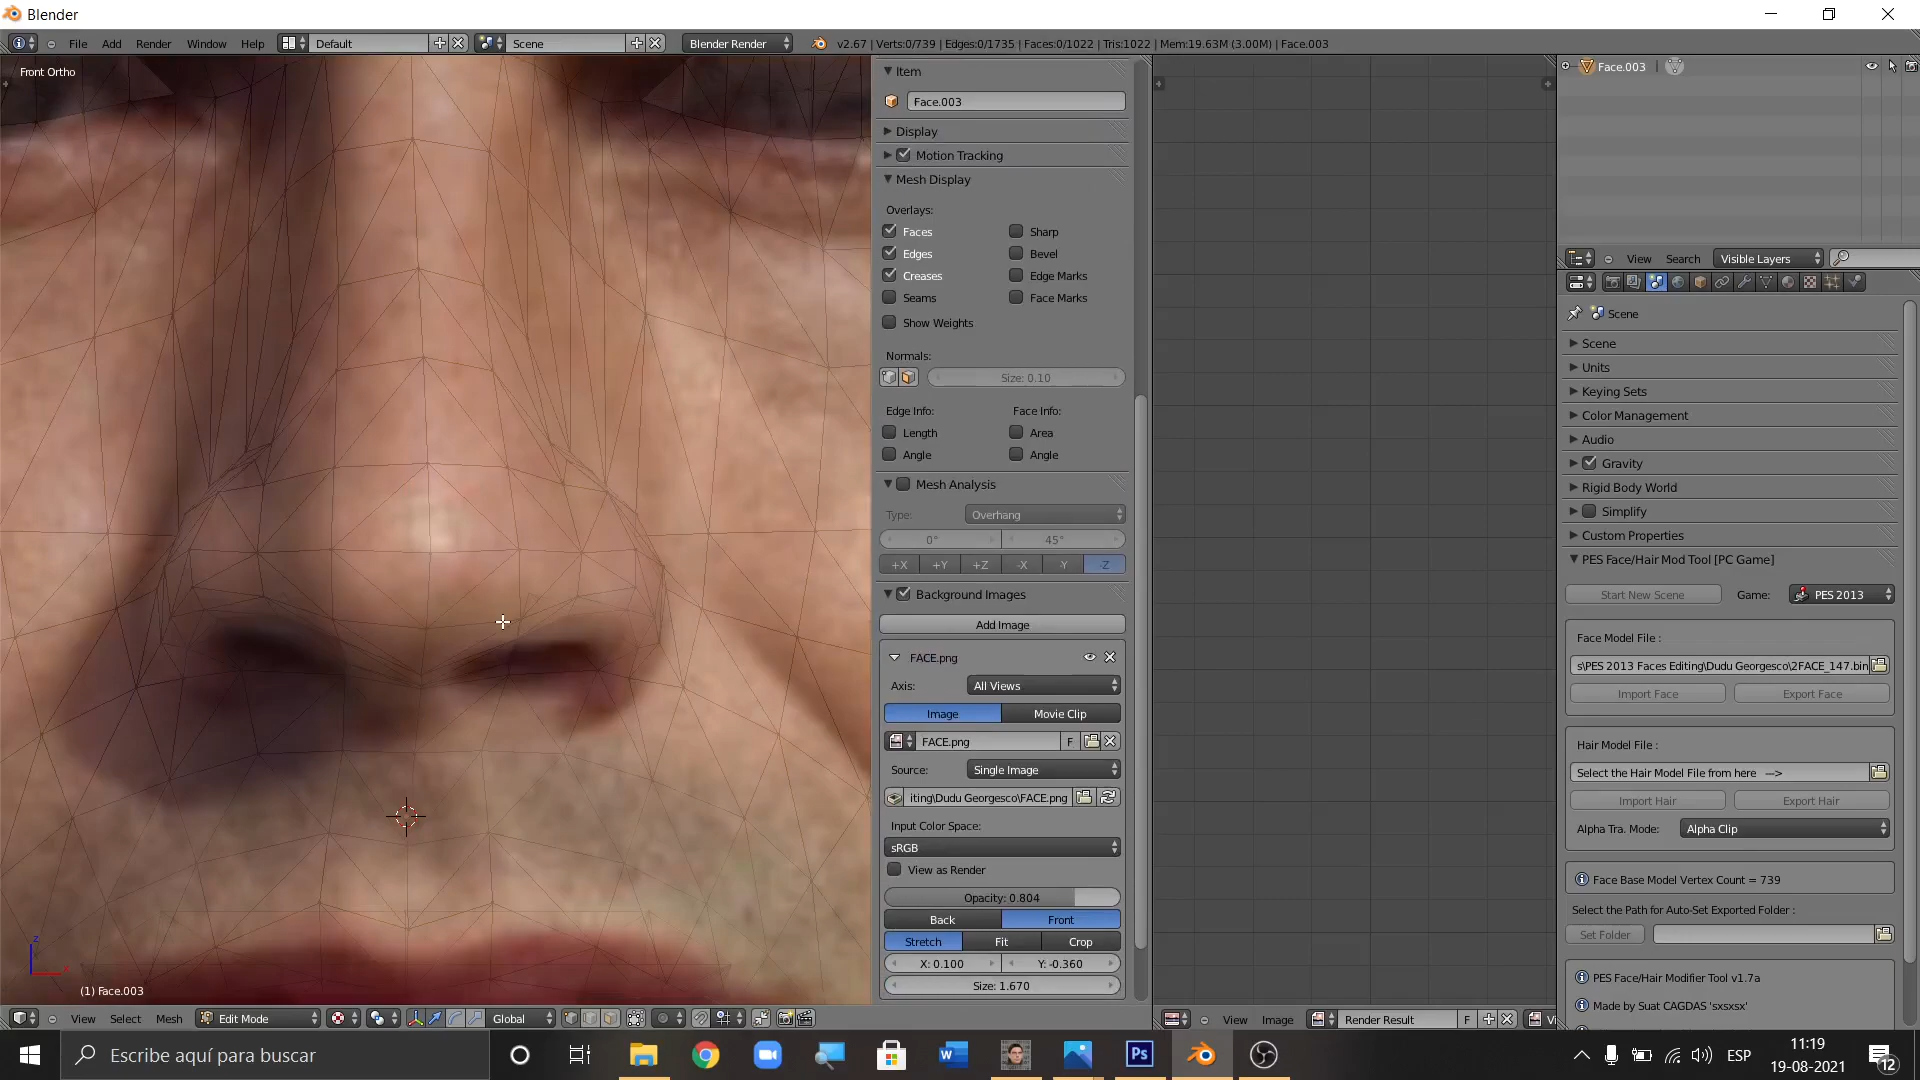 Blender
File Add Render Window Help Default Scene Blender Render v2.67 | Verts:0/739 | Edges:0/1735 | Faces:0/1022 | Tris:1022 | Mem:19.63M (3.00M) | Face.003
Front Ortho
z
x
(1) Face.003
View Select Mesh Edit Mode Global
Item
Face.003
Display
Motion Tracking
Mesh Display
Overlays:
Faces Sharp
Edges Bevel
Creases Edge Marks
Seams Face Marks
Show Weights
Normals:
Size: 0.10
Edge Info: Face Info:
Length Area
Angle Angle
Mesh Analysis
Type: Overhang
0° 45°
+X +Y +Z -X -Y -Z
Background Images
Add Image
FACE.png
Axis: All Views
Image Movie Clip
FACE.png F
Source: Single Image
iting\Dudu Georgesco\FACE.png
Input Color Space:
sRGB
View as Render
Opacity: 0.804
Back Front
Stretch Fit Crop
X: 0.100 Y: -0.360
Size: 1.670
View Image Render Result F
Face.003
View Search Visible Layers
Scene
Scene
Units
Keying Sets
Color Management
Audio
Gravity
Rigid Body World
Simplify
Custom Properties
PES Face/Hair Mod Tool [PC Game]
Start New Scene Game: PES 2013
Face Model File :
s\PES 2013 Faces Editing\Dudu Georgesco\2FACE_147.bin
Import Face Export Face
Hair Model File :
Select the Hair Model File from here --->
Import Hair Export Hair
Alpha Tra. Mode: Alpha Clip
Face Base Model Vertex Count = 739
Select the Path for Auto-Set Exported Folder :
Set Folder
PES Face/Hair Modifier Tool v1.7a
Made by Suat CAGDAS 'sxsxsx'
Escribe aquí para buscar
ESP
11:19
19-08-2021
12